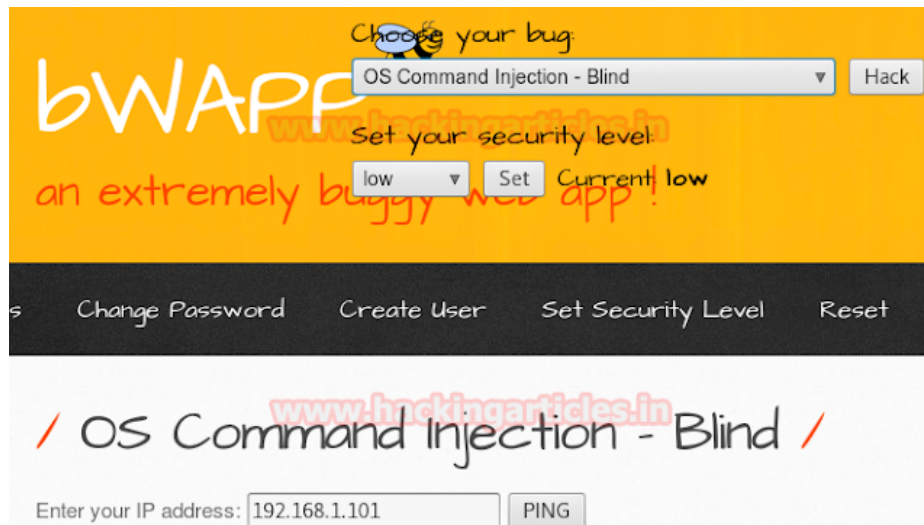 Choose your bug:
bWAPP
OS Command Injection - Blind
Hack
www.hackingarticles.in
Set your security level:
low
Set
Current: low
an extremely buggy web app !
s
Change Password
Create User
Set Security Level
Reset
www.hackingarticles.in
/ OS Command Injection - Blind /
Enter your IP address:
192.168.1.101
PING